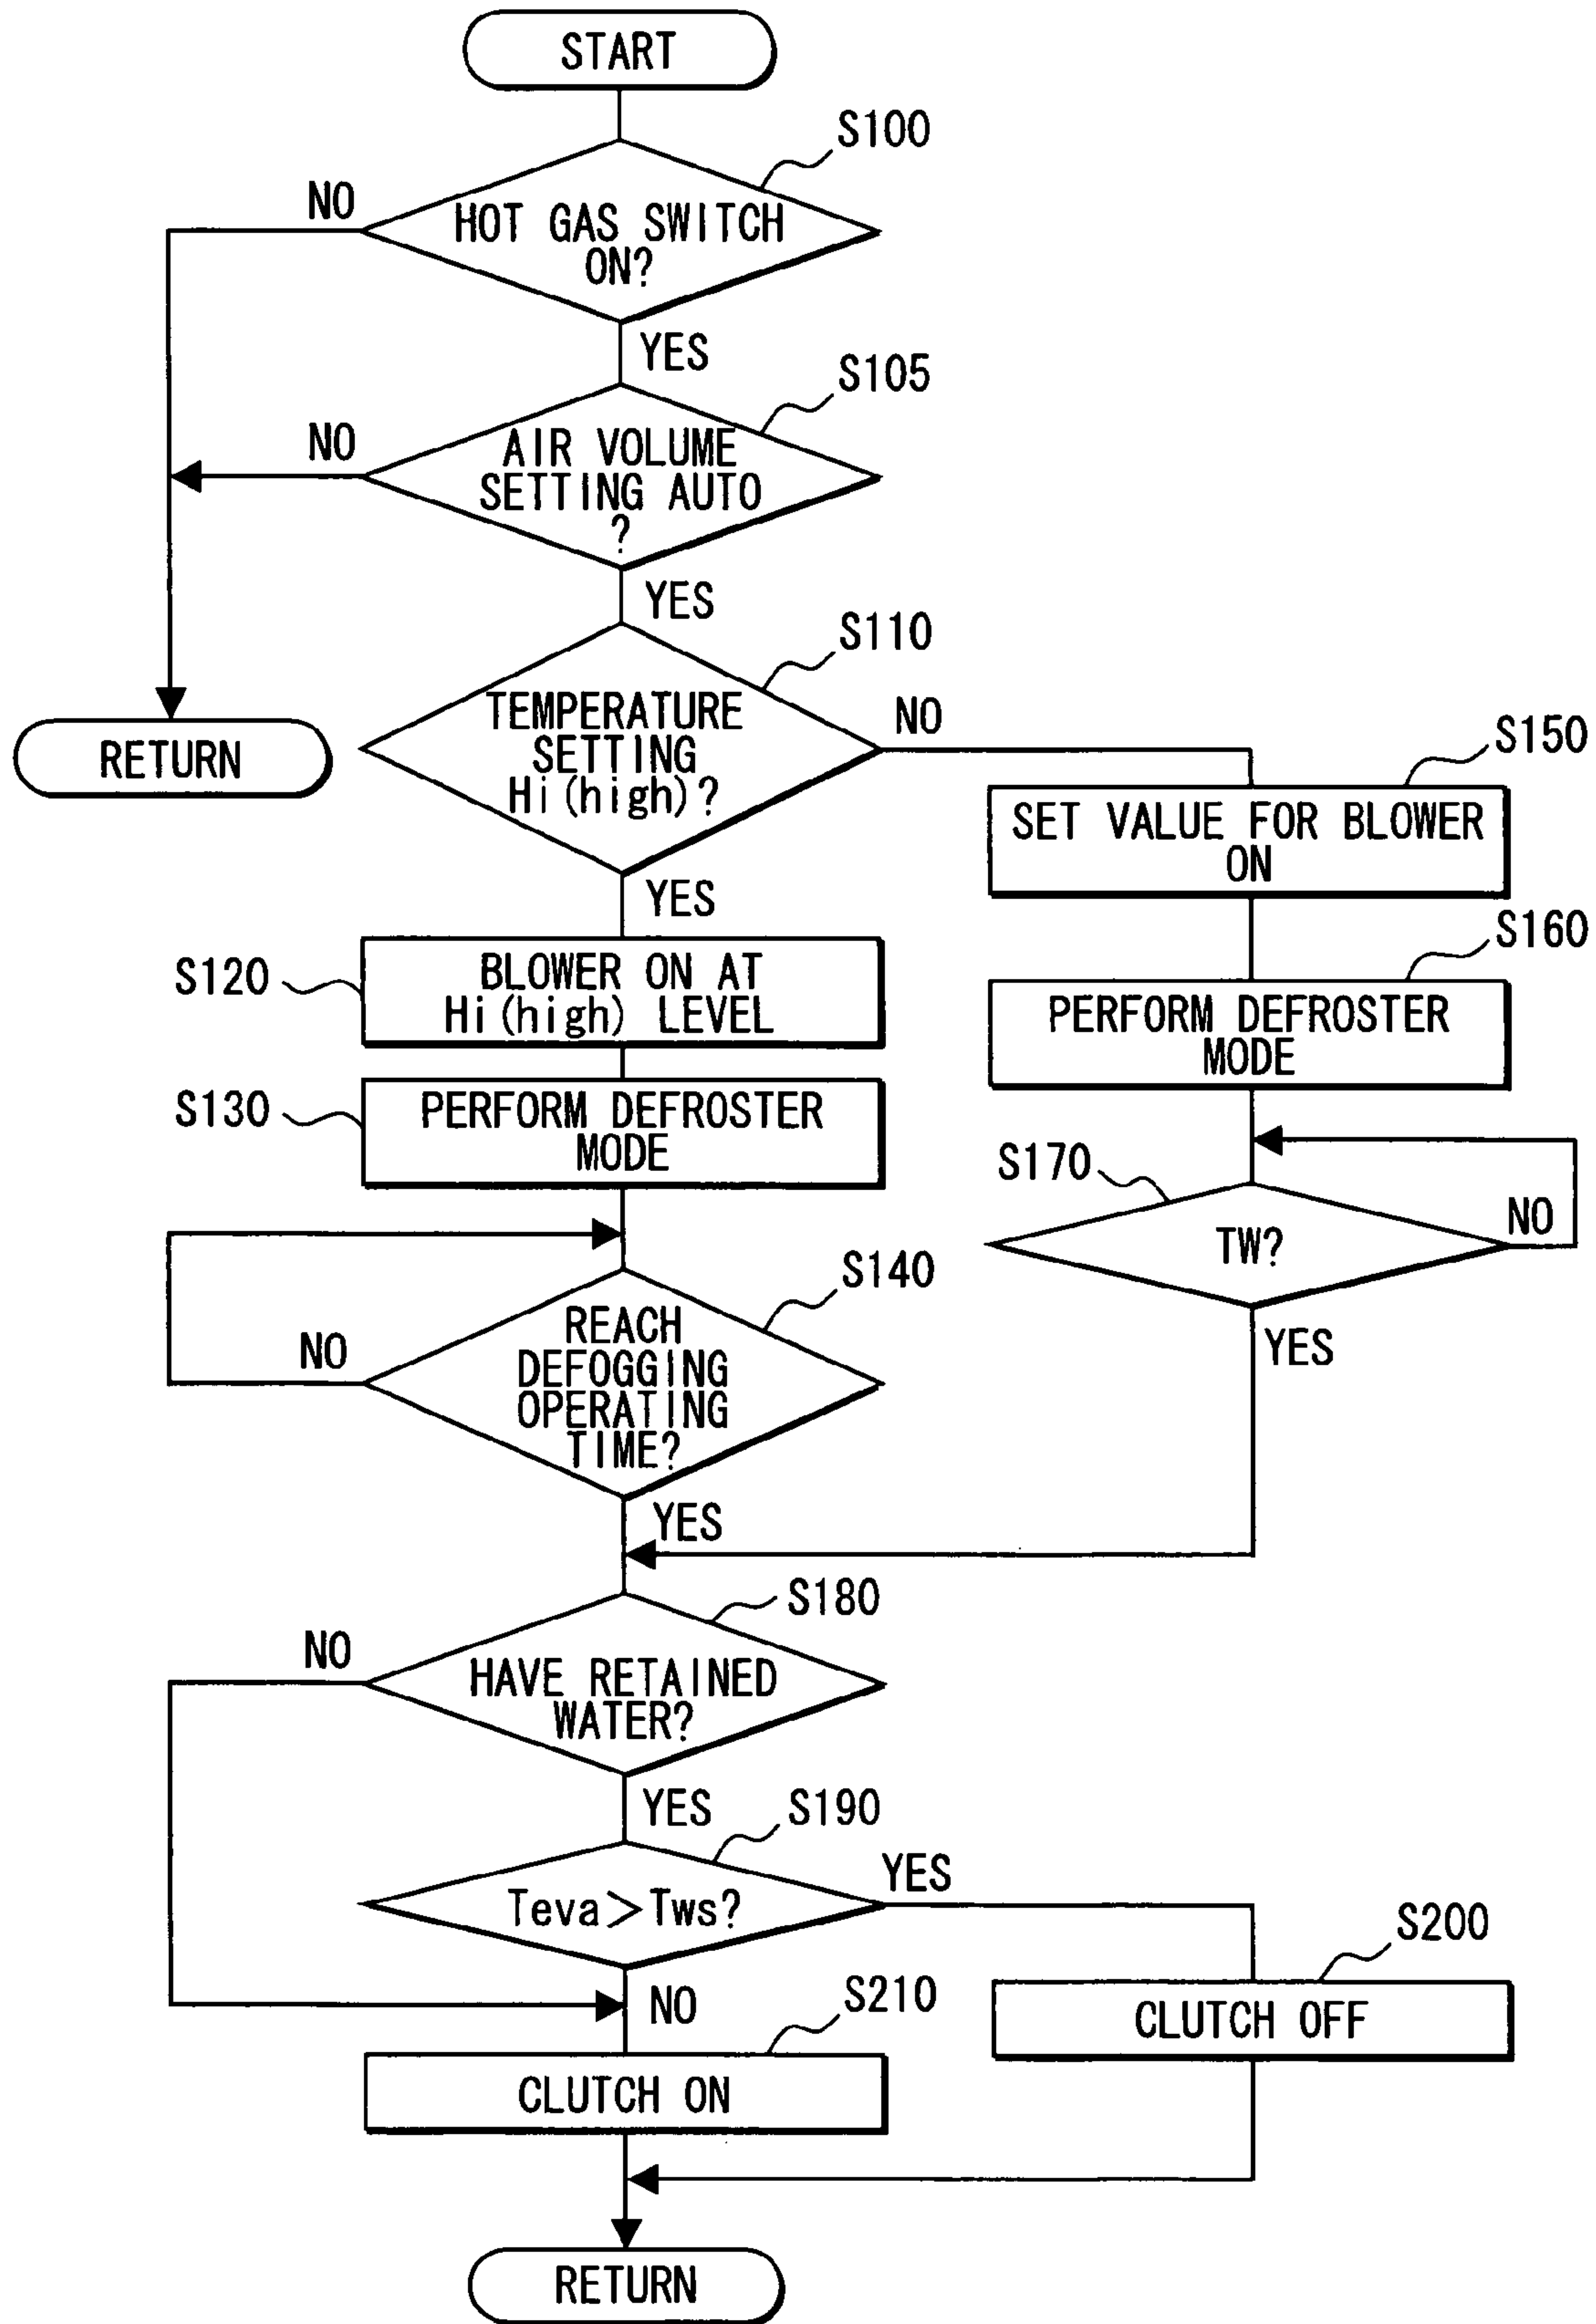 START
S100
NO
HOT GAS SWITCH
ON?
YES
S105
NO
AIR VOLUME
SETTING AUTO
?
YES
S110
TEMPERATURE
SETTING
Hi(high)?
NO
RETURN
S150
SET VALUE FOR BLOWER
ON
YES
S160
S120
BLOWER ON AT
Hi(high) LEVEL
PERFORM DEFROSTER
MODE
S130
PERFORM DEFROSTER
MODE
S170
TW?
NO
YES
S140
REACH
DEFOGGING
OPERATING
TIME?
NO
YES
S180
NO
HAVE RETAINED
WATER?
YES
S190
Teva>Tws?
YES
S200
CLUTCH OFF
NO
S210
CLUTCH ON
RETURN